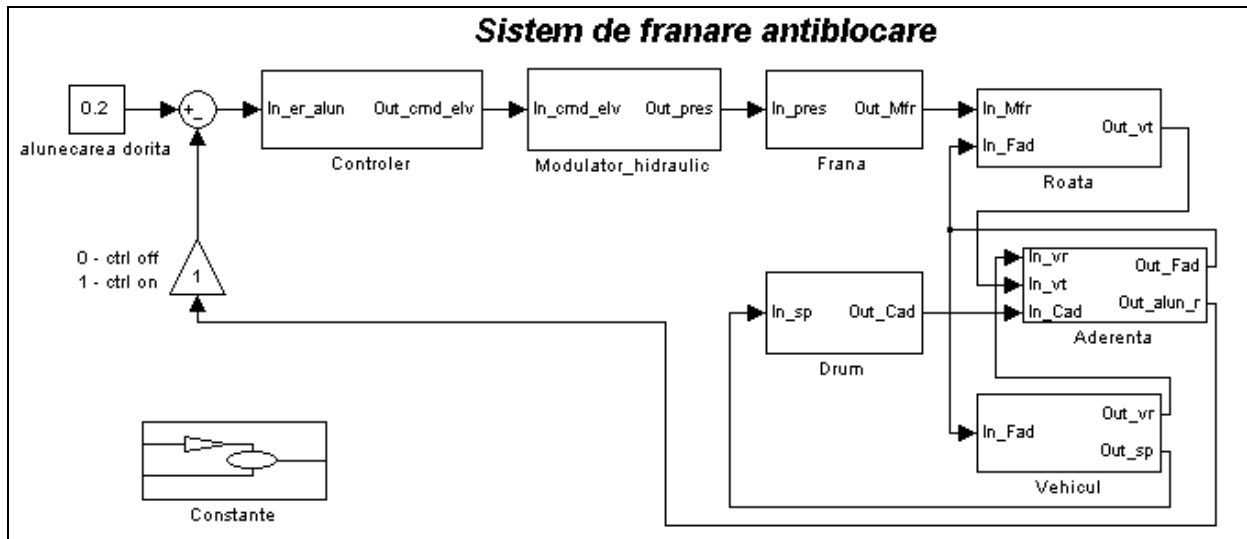 Sistem de franare antiblocare
0.2
alunecarea dorita
+
-
In_er_alun
Out_cmd_elv
Controler
In_cmd_elv
Out_pres
Modulator_hidraulic
In_pres
Out_Mfr
Frana
In_Mfr
In_Fad
Out_vt
Roata
0 - ctrl off
1 - ctrl on
1
In_sp
Out_Cad
Drum
In_vr
In_vt
In_Cad
Out_Fad
Out_alun_r
Aderenta
In_Fad
Out_vr
Out_sp
Vehicul
Constante